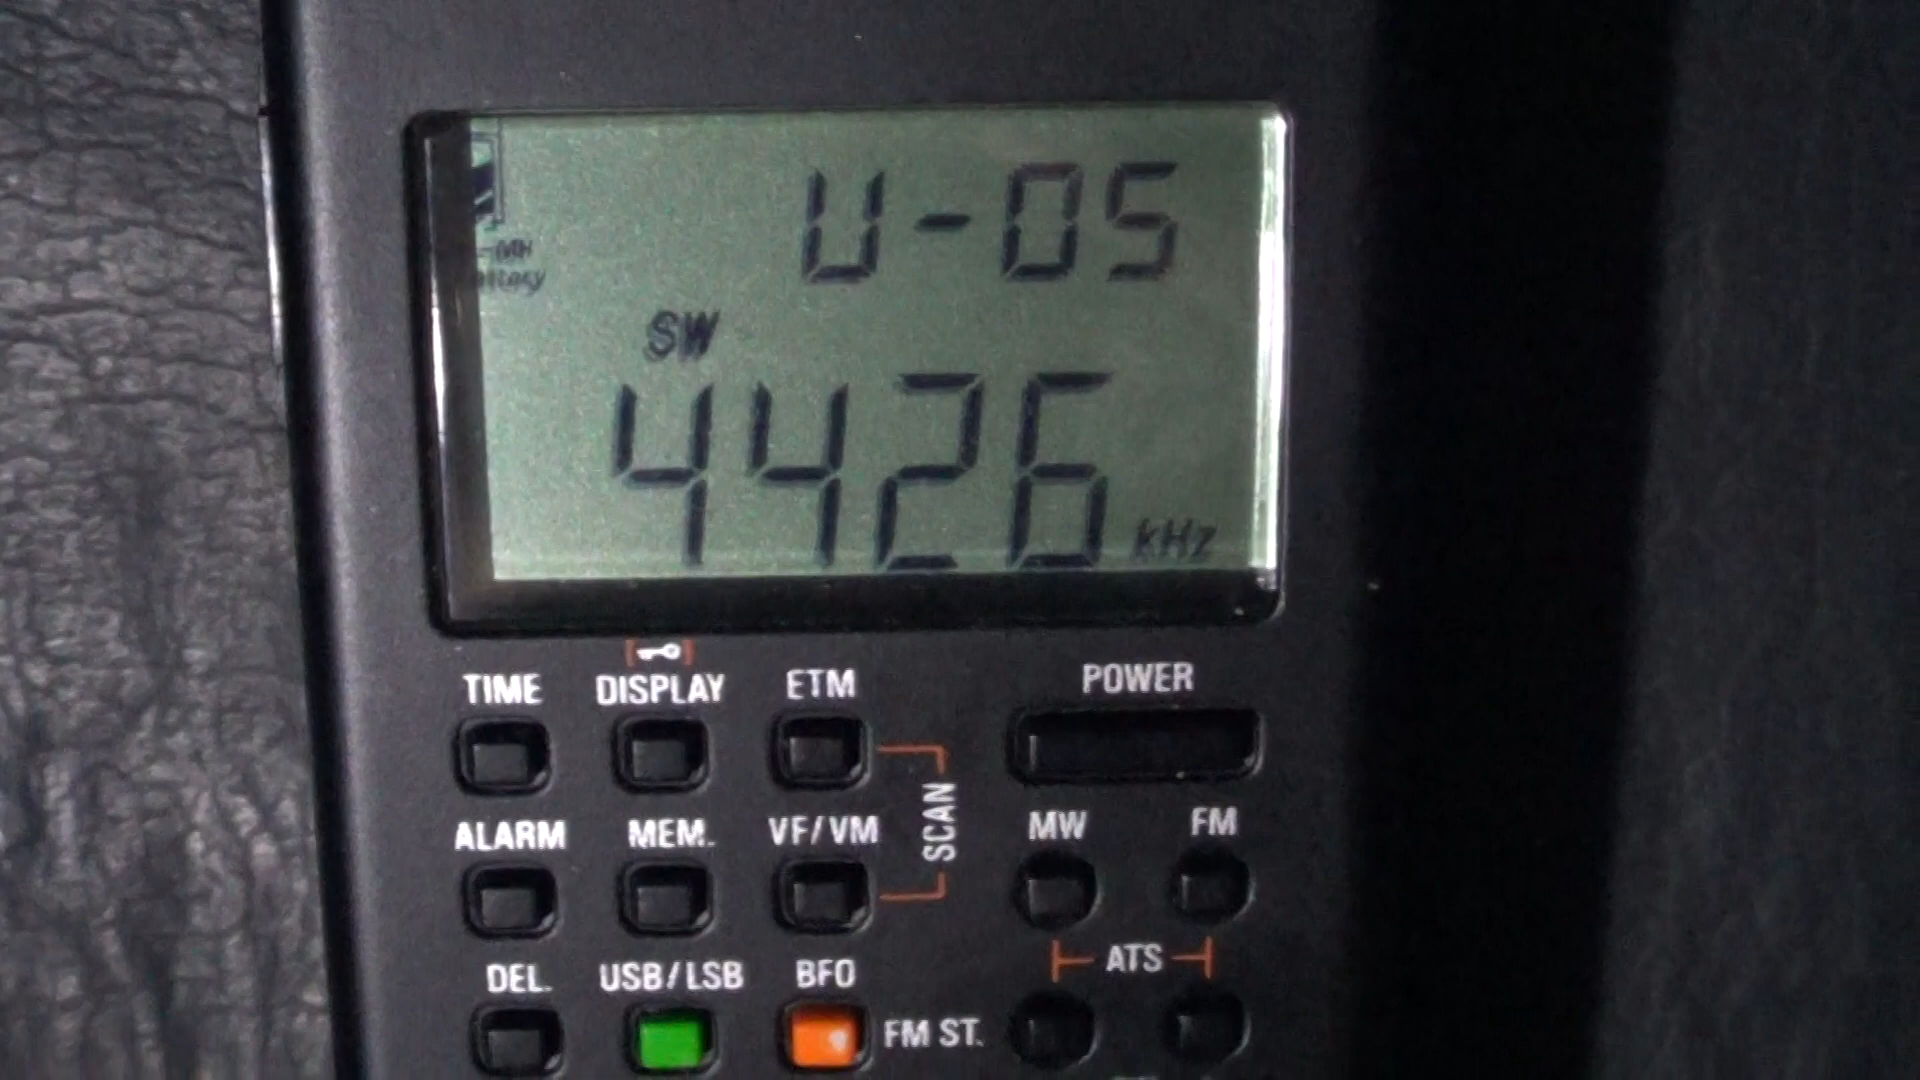 U-05
SW
4426 kHz
TIME DISPLAY ETM POWER
SCAN
ALARM MEM. VF/VM MW FM
ATS
DEL. USB/LSB BFO
FM ST.